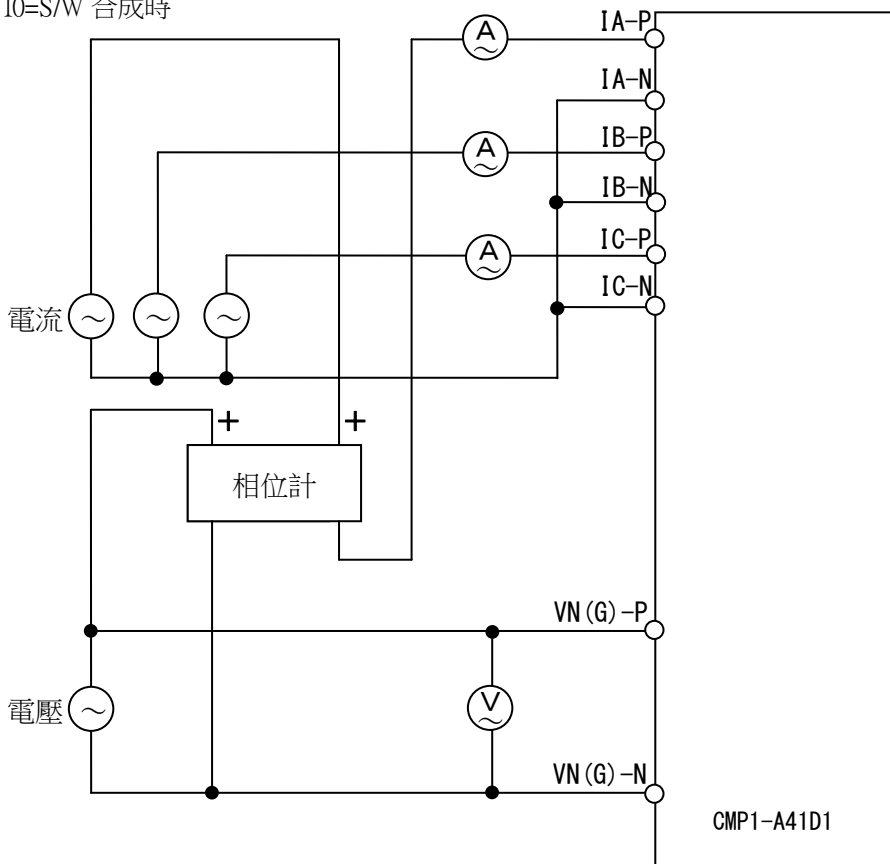 I0=S/W 合成時
A
IA-P
IA-N
A
IB-P
IB-N
A
IC-P
IC-N
電流
+
+
相位計
VN(G)-P
電壓
V
VN(G)-N
CMP1-A41D1